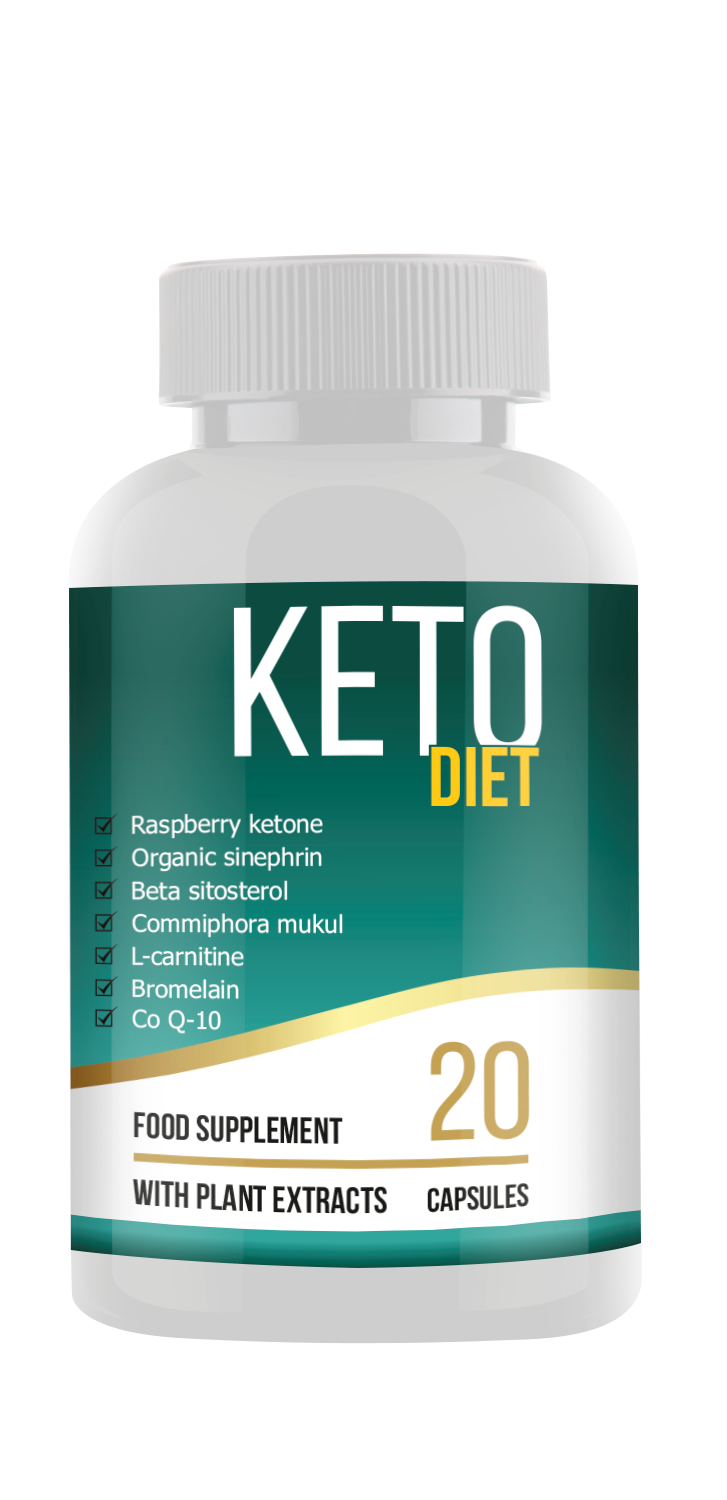 KETO
DIET
Raspberry ketone
Organic sinephrin
Beta sitosterol
Commiphora mukul
L-carnitine
Bromelain
Co Q-10
20
FOOD SUPPLEMENT
WITH PLANT EXTRACTS
CAPSULES